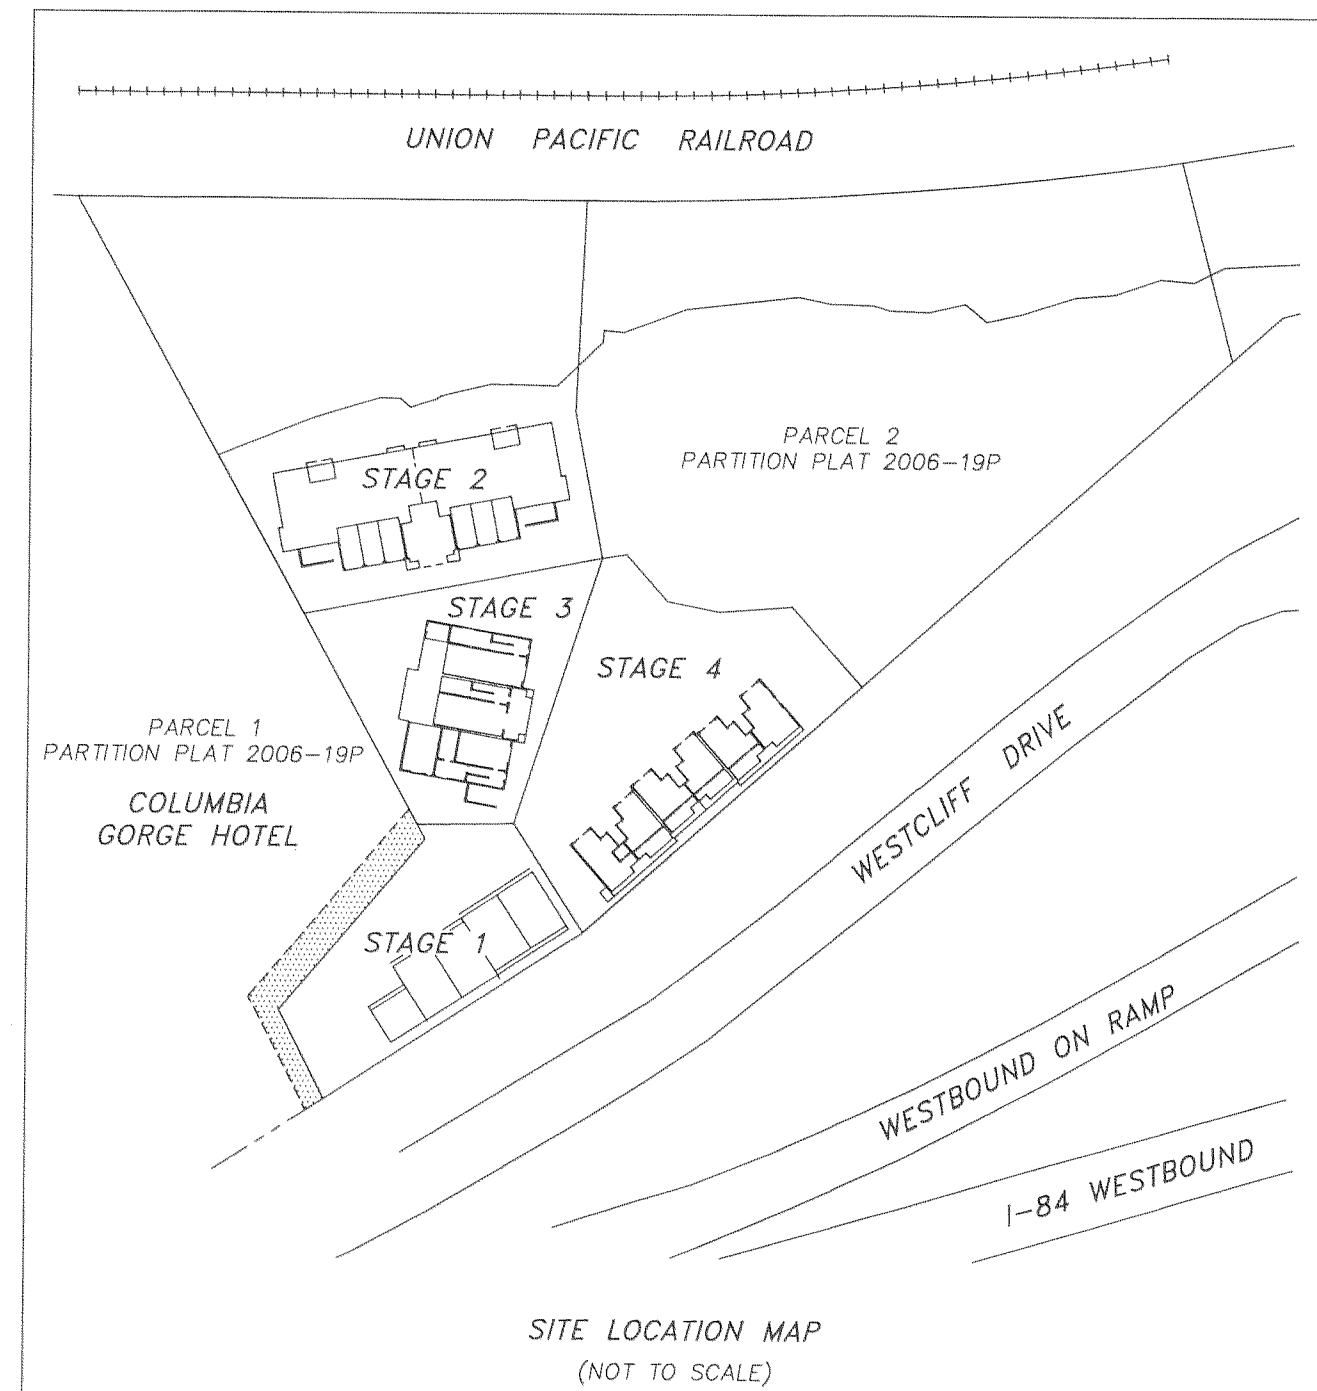 UNION PACIFIC RAILROAD
PARCEL 2
PARTITION PLAT 2006-19P
STAGE 2
STAGE 3
STAGE 4
PARCEL 1
PARTITION PLAT 2006-19P
COLUMBIA
GORGE HOTEL
WESTCLIFF DRIVE
STAGE 1
WESTBOUND ON RAMP
I-84 WESTBOUND
SITE LOCATION MAP
(NOT TO SCALE)